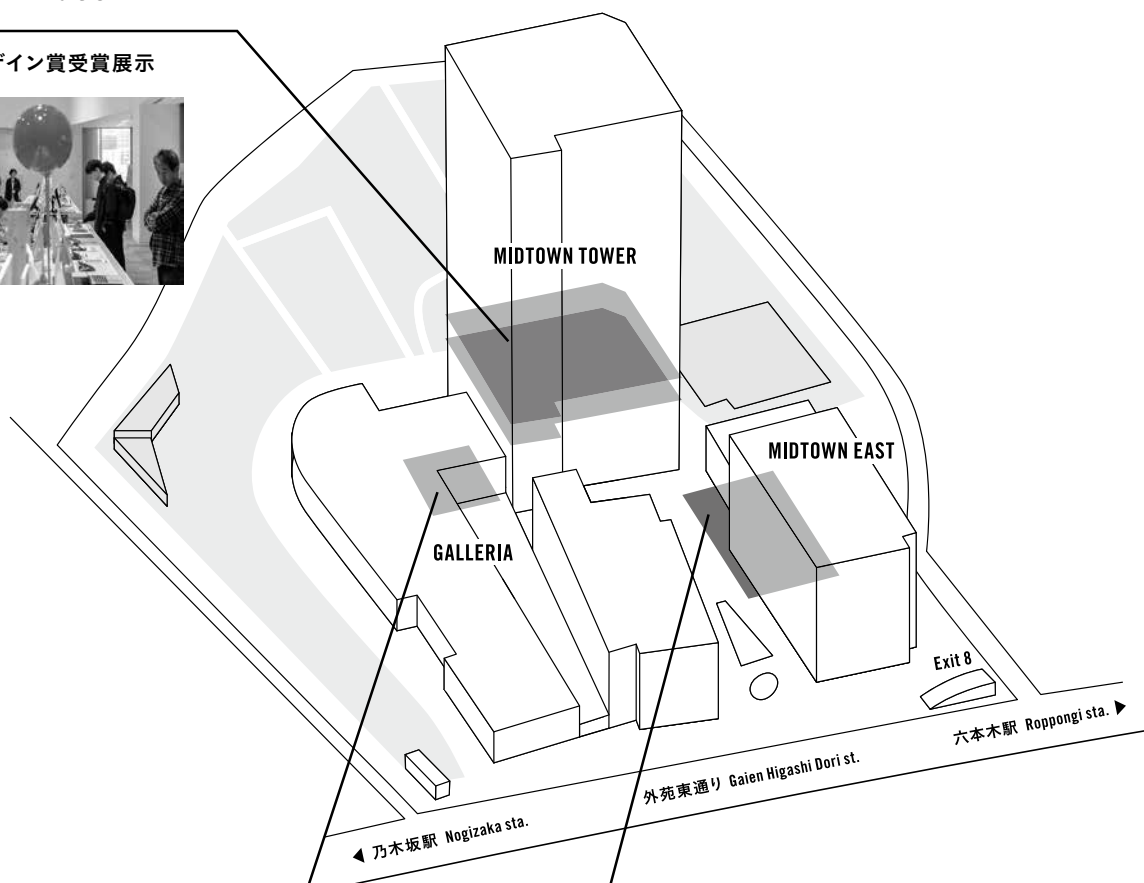 ザイン賞受賞展示
MIDTOWN TOWER
MIDTOWN EAST
GALLERIA
Exit 8
六本木駅 Roppongi sta. ▶
外苑東通り Gaien Higashi Dori st.
◀ 乃木坂駅 Nogizaka sta.